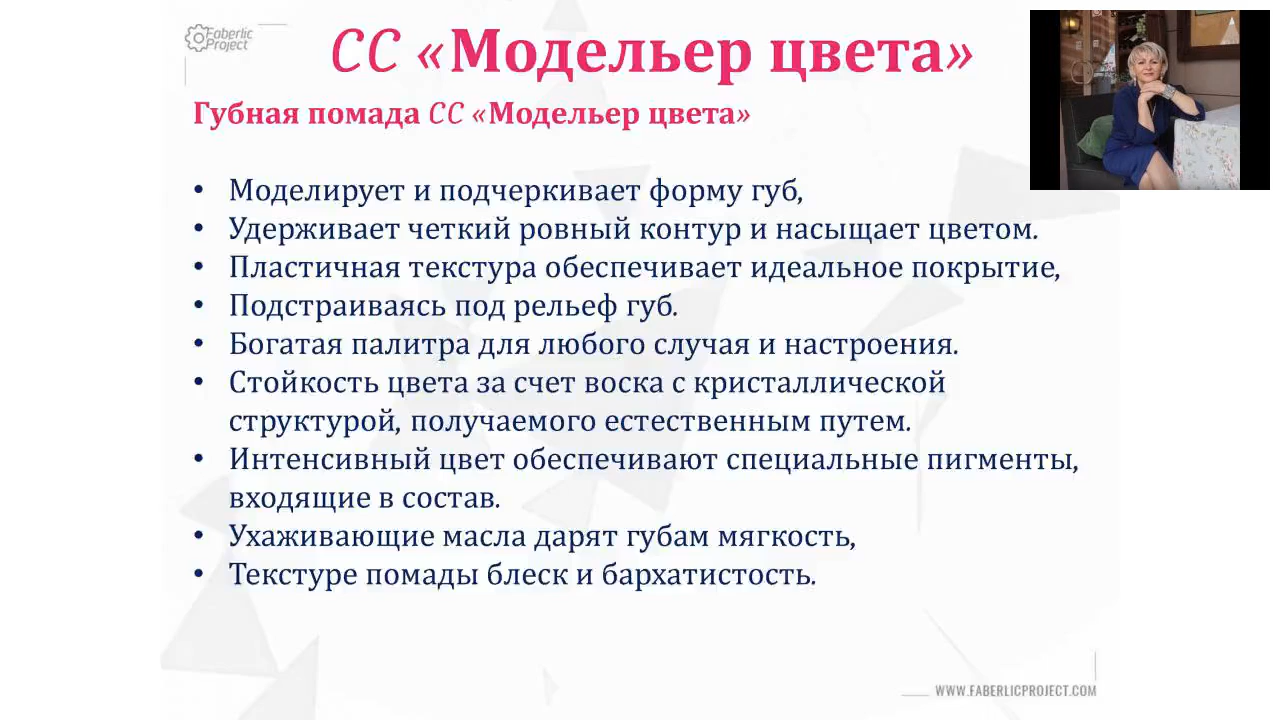 Faberlic
Project
СС «Модельер цвета»
Губная помада СС «Модельер цвета»
• Моделирует и подчеркивает форму губ,
• Удерживает четкий ровный контур и насыщает цветом.
• Пластичная текстура обеспечивает идеальное покрытие,
• Подстраиваясь под рельеф губ.
• Богатая палитра для любого случая и настроения.
• Стойкость цвета за счет воска с кристаллической
структурой, получаемого естественным путем.
• Интенсивный цвет обеспечивают специальные пигменты,
входящие в состав.
• Ухаживающие масла дарят губам мягкость,
• Текстуре помады блеск и бархатистость.
WWW.FABERLICPROJECT.COM